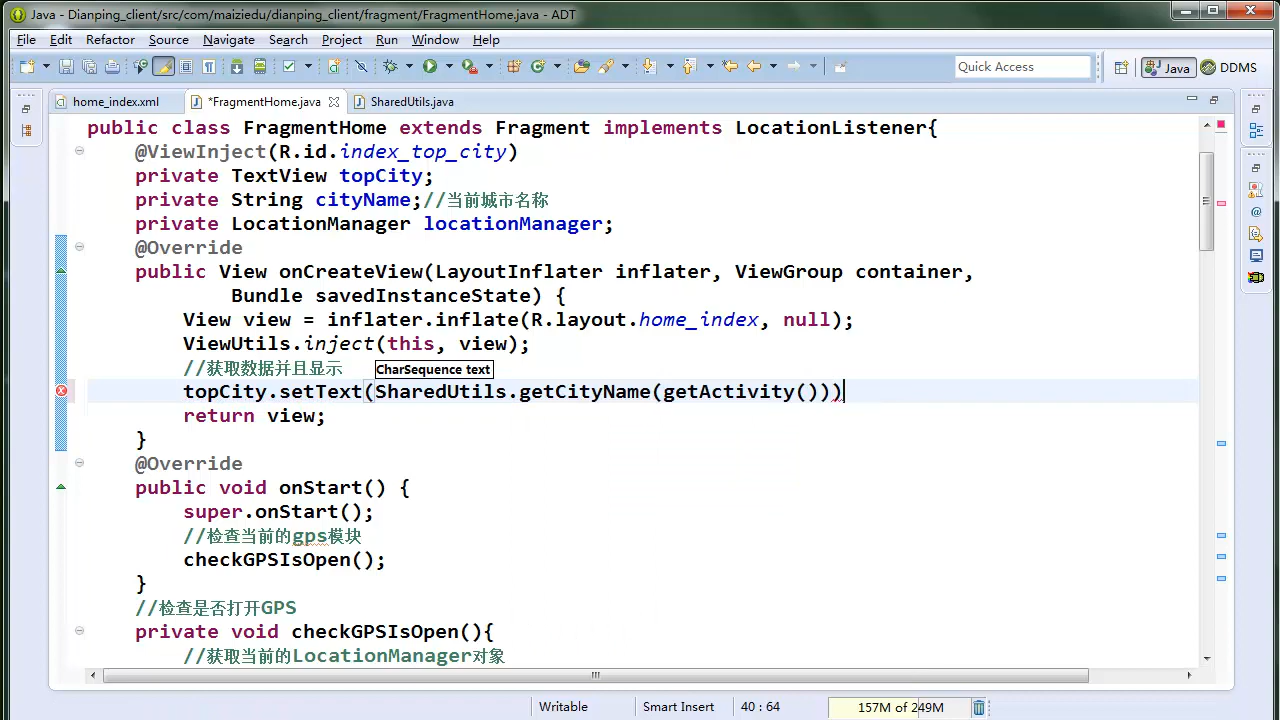 Java - Dianping_client/src/com/maiziedu/dianping_client/fragment/FragmentHome.java - ADT
File Edit Refactor Source Navigate Search Project Run Window Help
Quick Access
Java
DDMS
home_index.xml
*FragmentHome.java
SharedUtils.java
public class FragmentHome extends Fragment implements LocationListener{
@ViewInject(R.id.index_top_city)
private TextView topCity;
private String cityName;//当前城市名称
private LocationManager locationManager;
@Override
public View onCreateView(LayoutInflater inflater, ViewGroup container,
Bundle savedInstanceState) {
View view = inflater.inflate(R.layout.home_index, null);
ViewUtils.inject(this, view);
//获取数据并且显示
CharSequence text
topCity.setText(SharedUtils.getCityName(getActivity()))
return view;
}
@Override
public void onStart() {
super.onStart();
//检查当前的gps模块
checkGPSIsOpen();
}
//检查是否打开GPS
private void checkGPSIsOpen(){
//获取当前的LocationManager对象
Writable
Smart Insert
40 : 64
157M of 249M